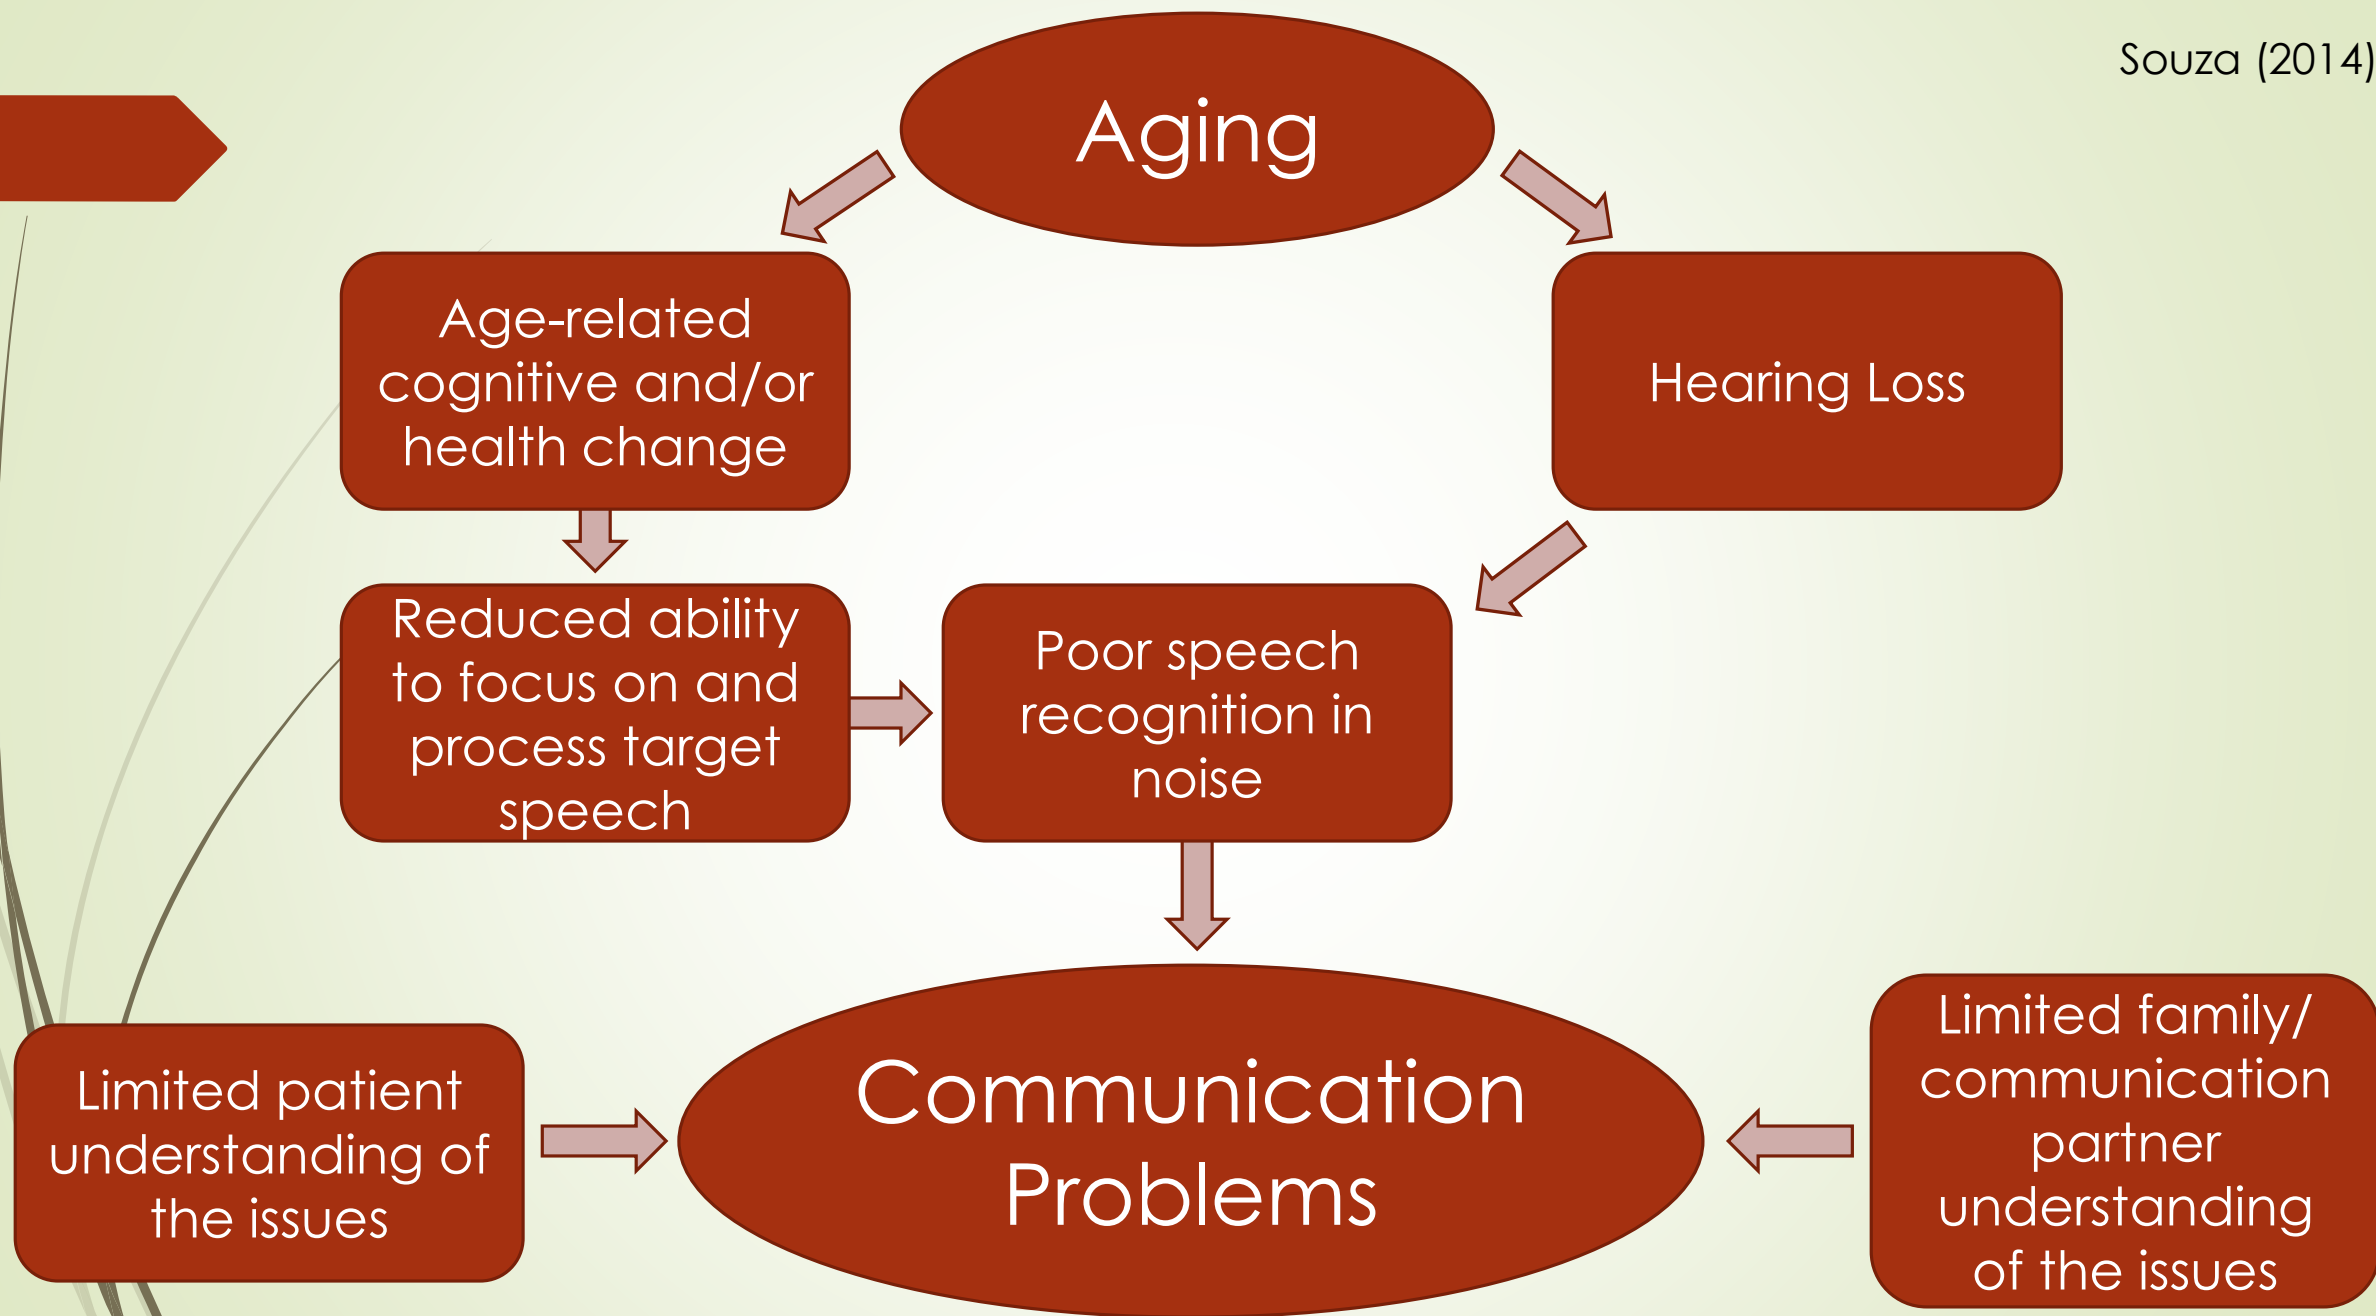 Souza (2014)
Aging
Age-related
cognitive and/or
health change
Hearing Loss
Reduced ability
to focus on and
process target
speech
Poor speech
recognition in
noise
Limited patient
understanding of
the issues
Communication
Problems
Limited family/
communication
partner
understanding
of the issues